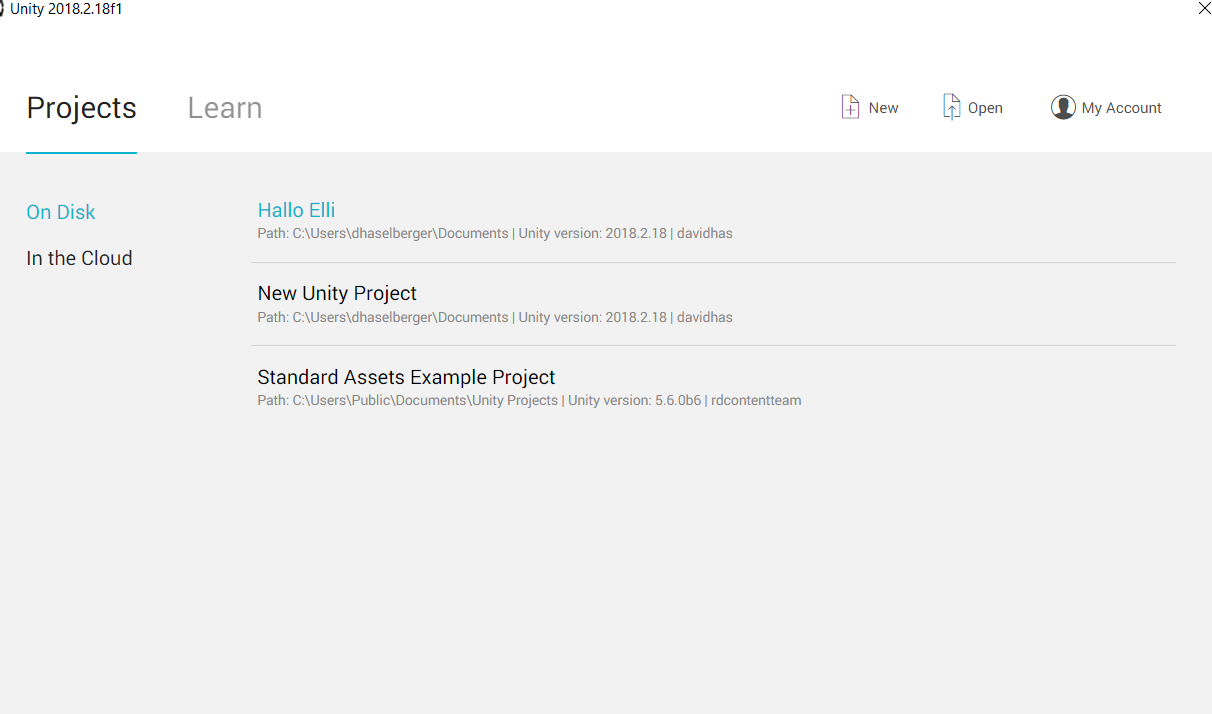 Unity 2018.2.18f1
Projects Learn New Open My Account
On Disk
In the Cloud
Hallo Elli
Path: C:\Users\dhaselberger\Documents | Unity version: 2018.2.18 | davidhas
New Unity Project
Path: C:\Users\dhaselberger\Documents | Unity version: 2018.2.18 | davidhas
Standard Assets Example Project
Path: C:\Users\Public\Documents\Unity Projects | Unity version: 5.6.0b6 | rdcontentteam